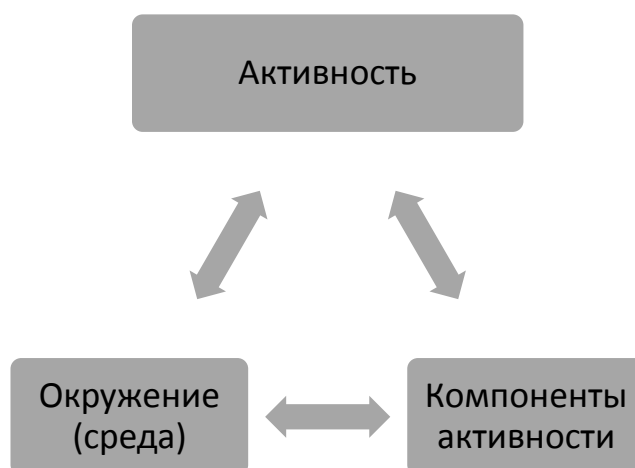 Активность
Окружение
(среда)
Компоненты
активности